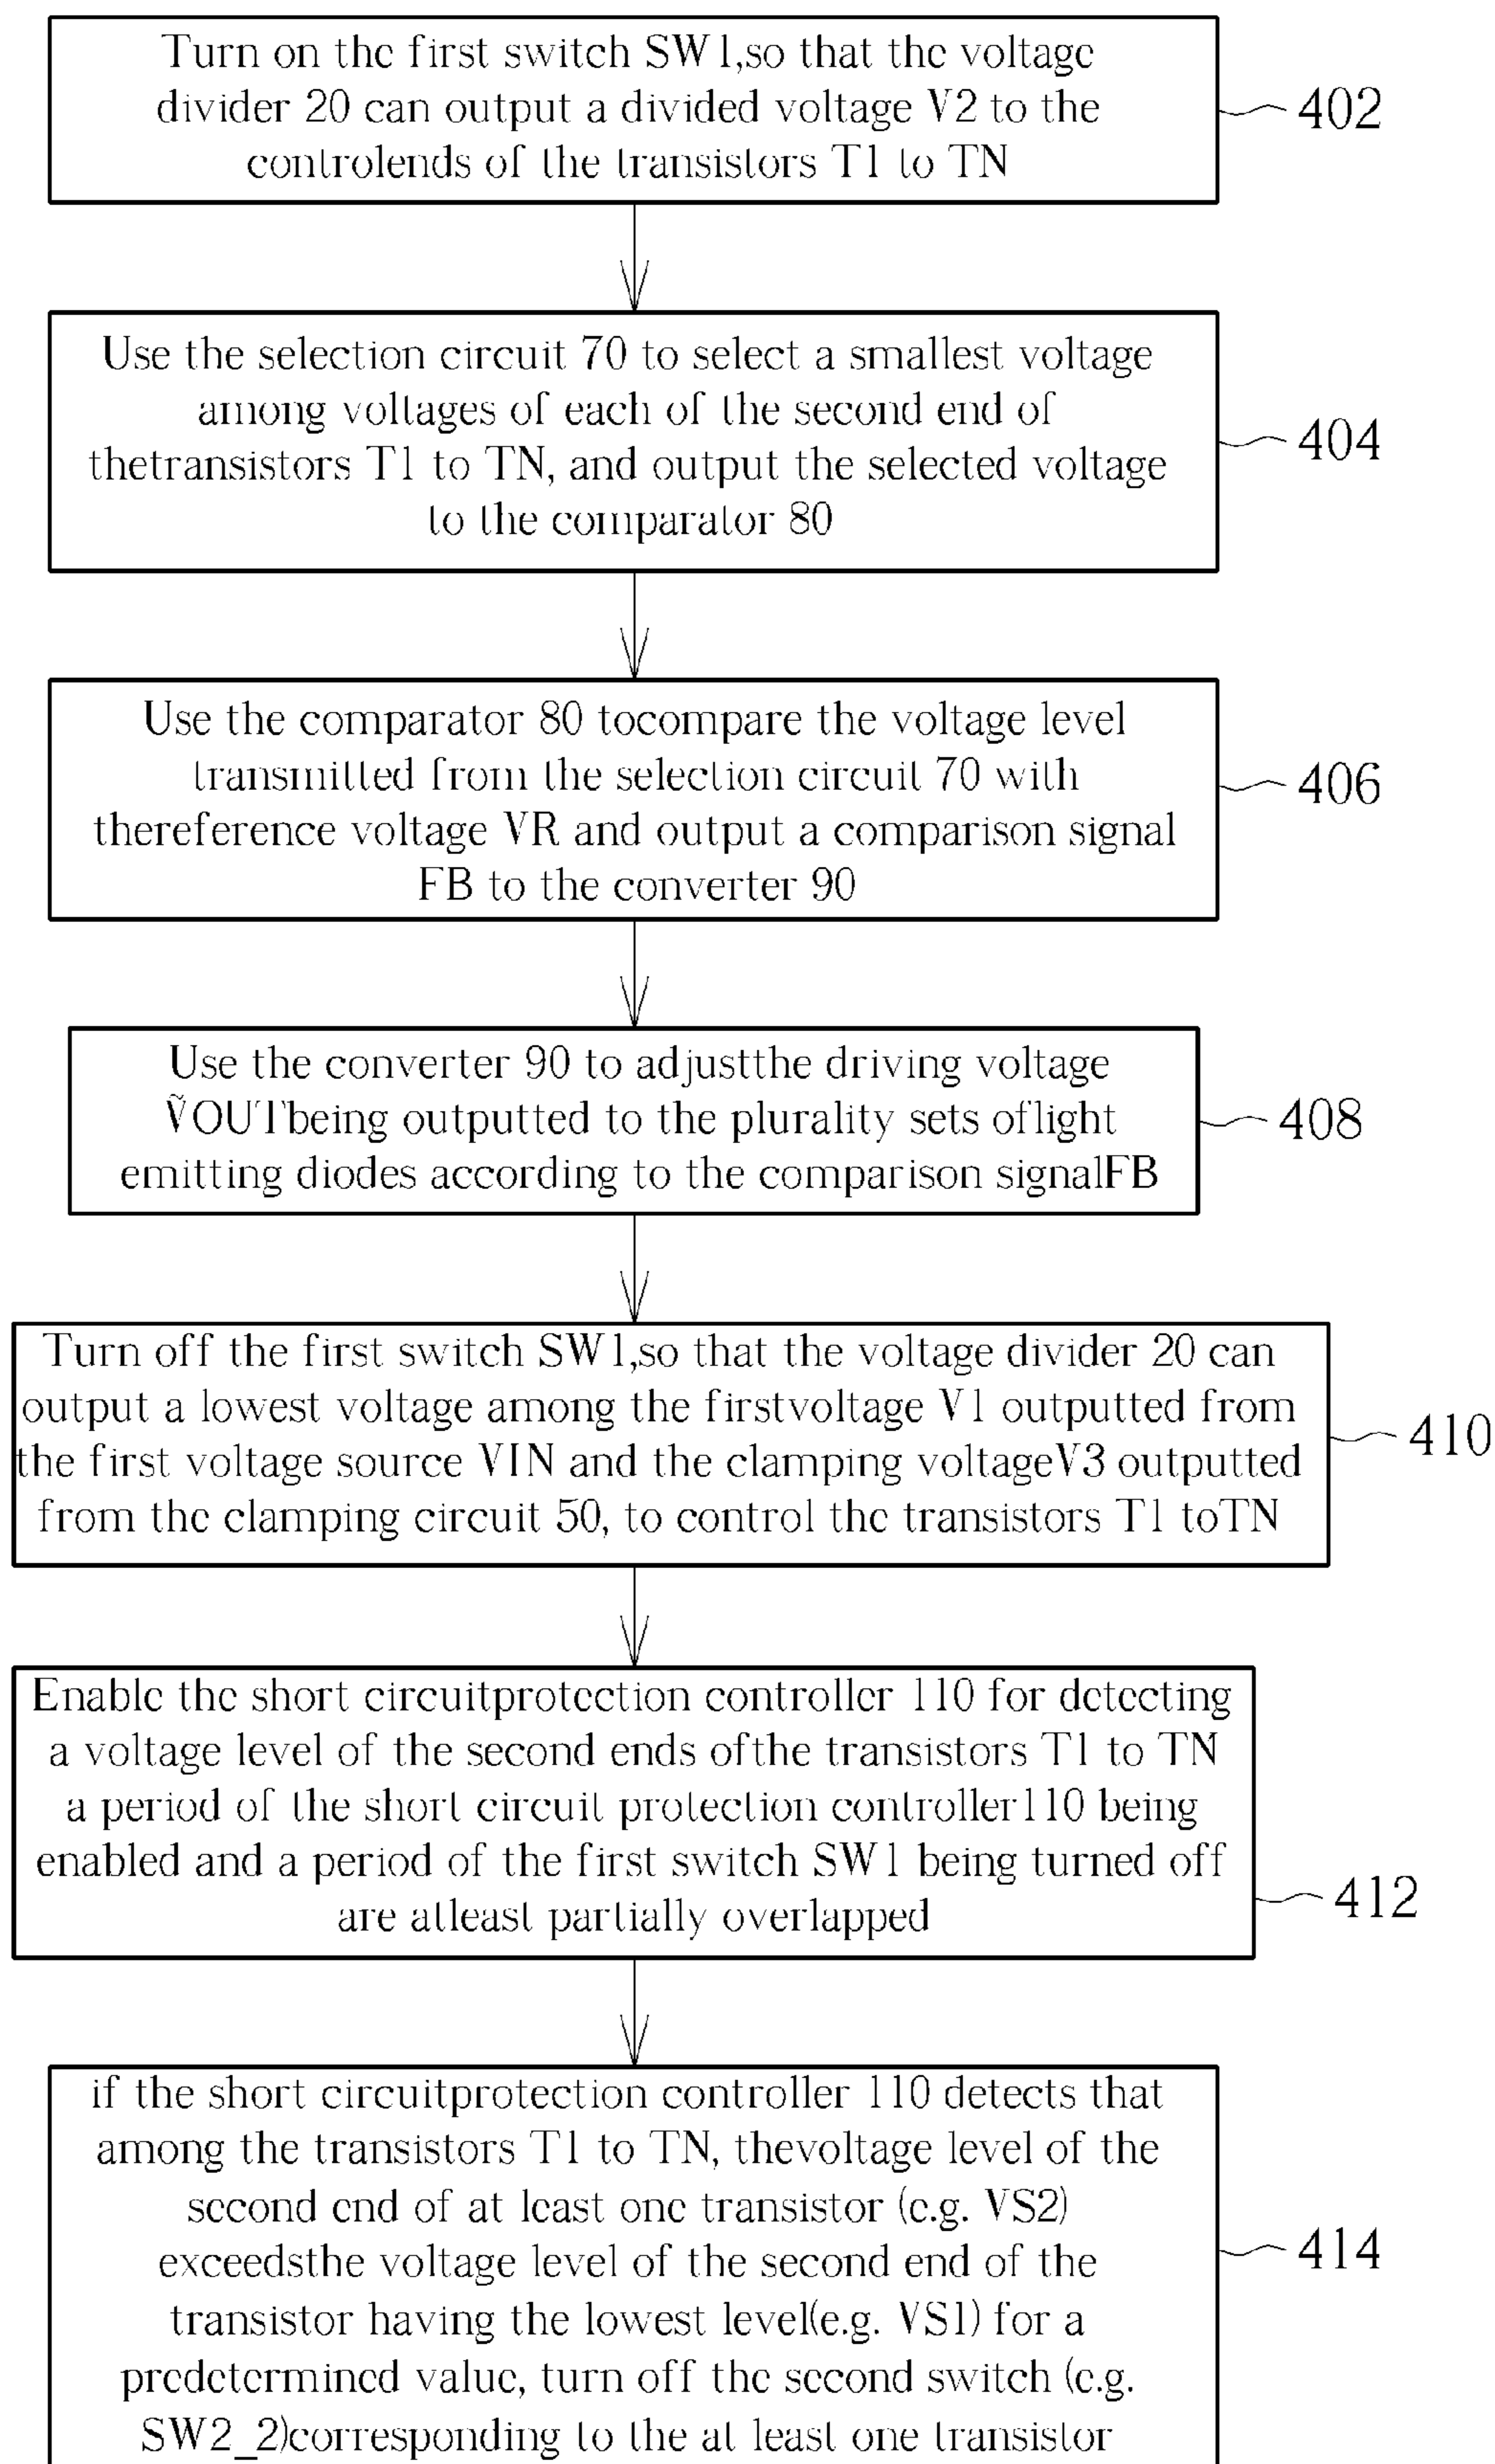 Turn on the first switch SW1,so that the voltage
divider 20 can output a divided voltage V2 to the
controlends of the transistors T1 to TN
402
Use the selection circuit 70 to select a smallest voltage
among voltages of each of the second end of
thetransistors T1 to TN, and output the selected voltage
to the comparator 80
404
Use the comparator 80 tocompare the voltage level
transmitted from the selection circuit 70 with
thereference voltage VR and output a comparison signal
FB to the converter 90
406
Use the converter 90 to adjustthe driving voltage
ṼOUTbeing outputted to the plurality sets oflight
emitting diodes according to the comparison signalFB
408
Turn off the first switch SW1,so that the voltage divider 20 can
output a lowest voltage among the firstvoltage V1 outputted from
the first voltage source VIN and the clamping voltageV3 outputted
from the clamping circuit 50, to control the transistors T1 toTN
410
Enable the short circuitprotection controller 110 for detecting
a voltage level of the second ends ofthe transistors T1 to TN
a period of the short circuit protection controller110 being
enabled and a period of the first switch SW1 being turned off
are atleast partially overlapped
412
if the short circuitprotection controller 110 detects that
among the transistors T1 to TN, thevoltage level of the
second end of at least one transistor (e.g. VS2)
exceedsthe voltage level of the second end of the
transistor having the lowest level(e.g. VS1) for a
predetermined value, turn off the second switch (e.g.
SW2_2)corresponding to the at least one transistor
414